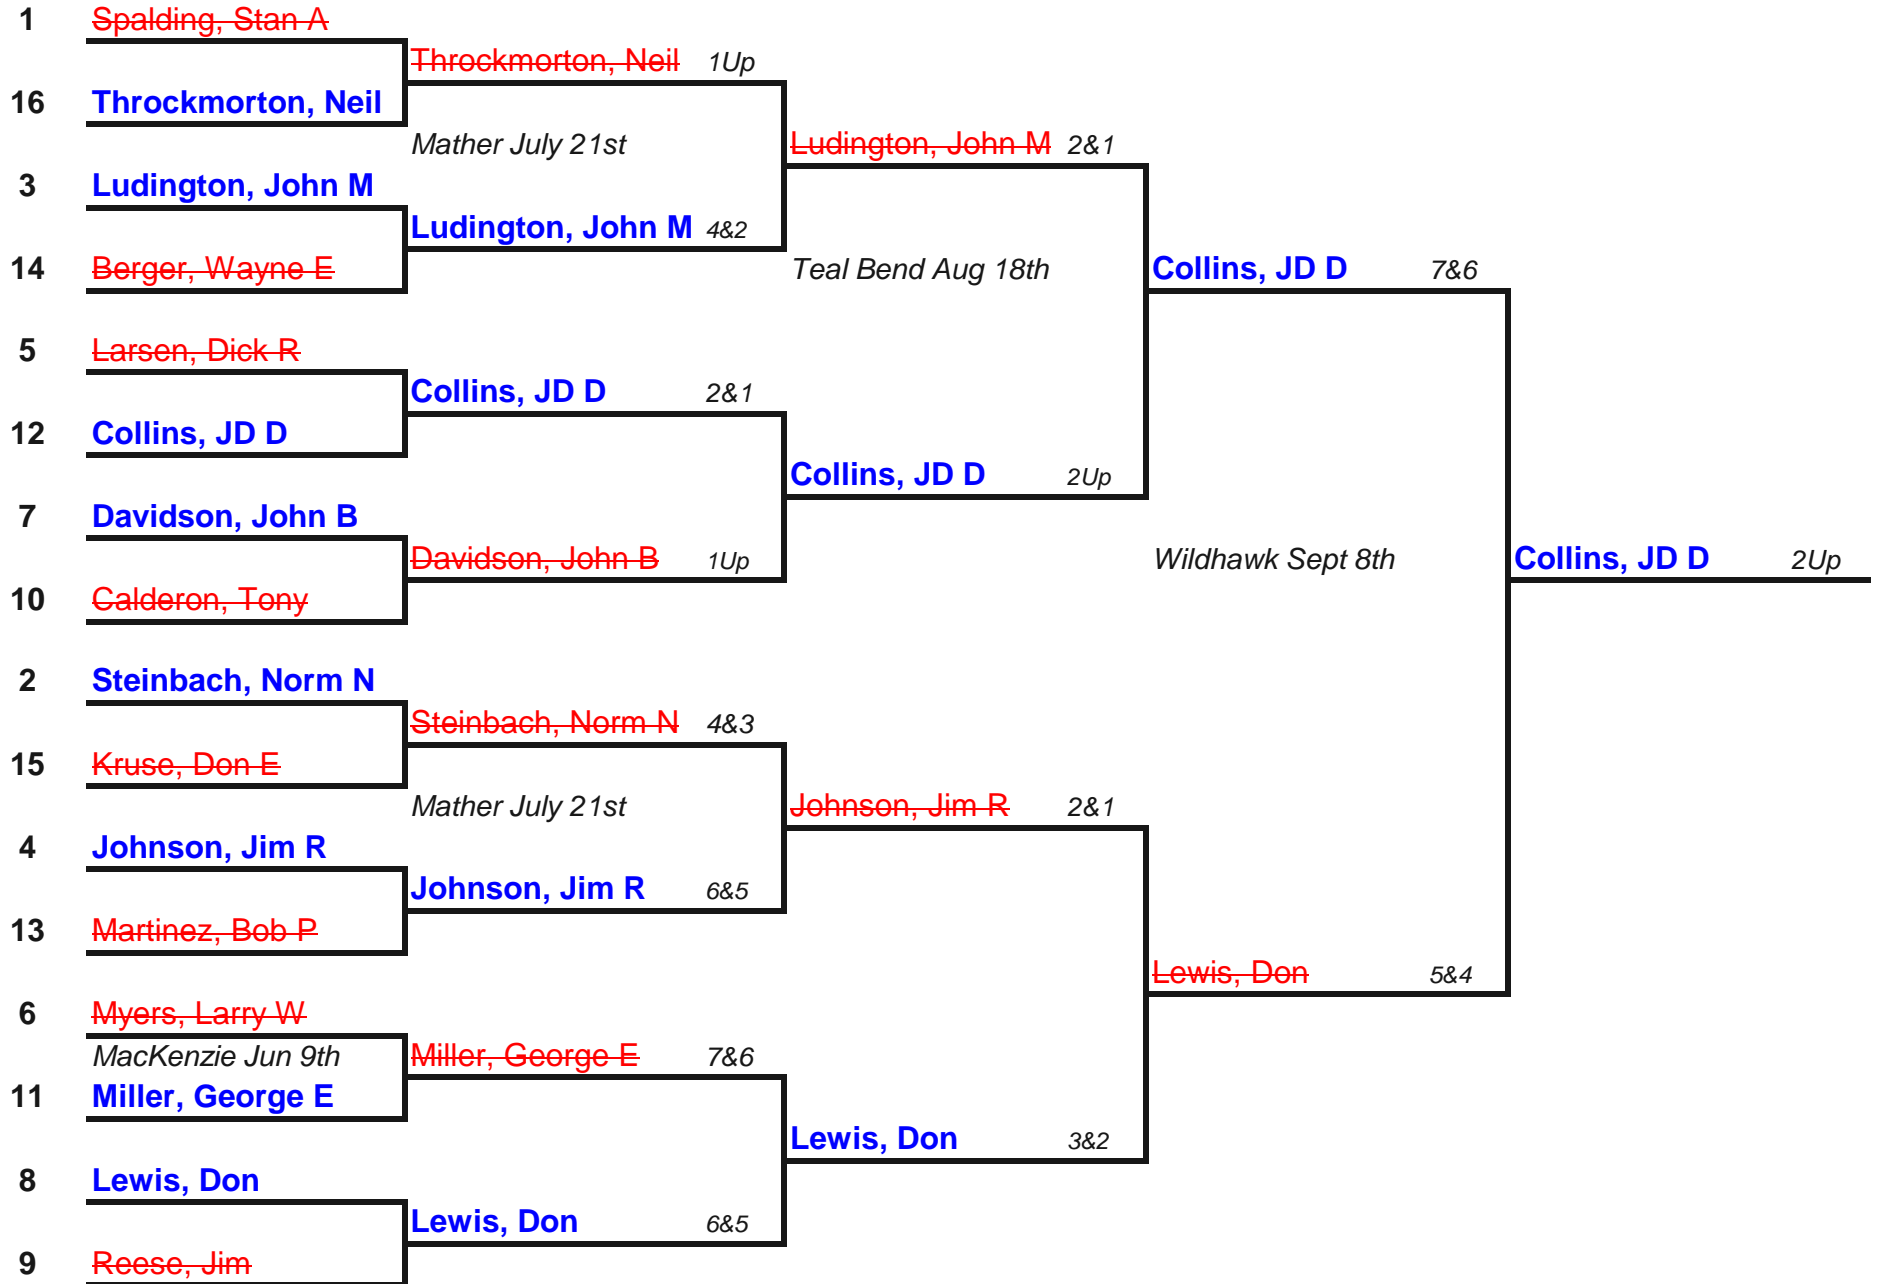 1 Spalding, Stan A
Throckmorton, Neil 1Up
16 Throckmorton, Neil
Mather July 21st
Ludington, John M 2&1
3 Ludington, John M
Ludington, John M 4&2
14 Berger, Wayne E
Teal Bend Aug 18th
Collins, JD D 7&6
5 Larsen, Dick R
Collins, JD D 2&1
12 Collins, JD D
Collins, JD D 2Up
7 Davidson, John B
Davidson, John B 1Up
Wildhawk Sept 8th
Collins, JD D 2Up
10 Calderon, Tony
2 Steinbach, Norm N
Steinbach, Norm N 4&3
15 Kruse, Don E
Mather July 21st
Johnson, Jim R 2&1
4 Johnson, Jim R
Johnson, Jim R 6&5
13 Martinez, Bob P
Lewis, Don 5&4
6 Myers, Larry W
MacKenzie Jun 9th
Miller, George E 7&6
11 Miller, George E
Lewis, Don 3&2
8 Lewis, Don
Lewis, Don 6&5
9 Reese, Jim